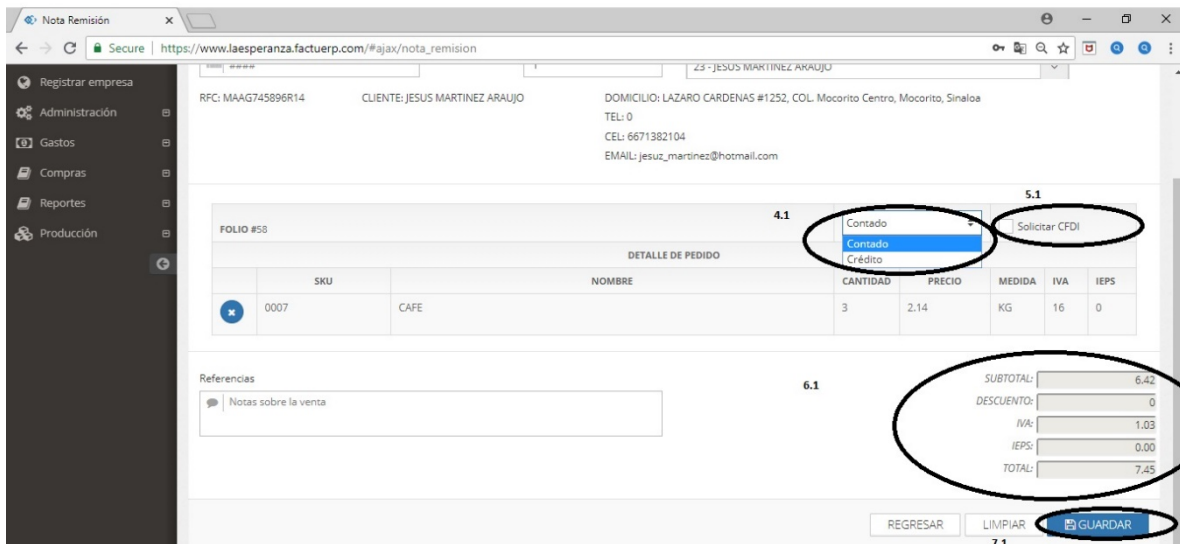 Nota Remisión
Secure | https://www.laesperanza.factuerp.com/#ajax/nota_remision
Registrar empresa
Administración
Gastos
Compras
Reportes
Producción
####
1
23 - JESUS MARTINEZ ARAUJO
RFC: MAAG745896R14 CLIENTE: JESUS MARTINEZ ARAUJO DOMICILIO: LAZARO CARDENAS #1252, COL. Mocorito Centro, Mocorito, Sinaloa
TEL: 0
CEL: 6671382104
EMAIL: jesuz_martinez@hotmail.com
5.1
4.1
FOLIO #58 Contado Solicitar CFDI
Contado
Crédito
DETALLE DE PEDIDO
SKU NOMBRE CANTIDAD PRECIO MEDIDA IVA IEPS
0007 CAFE 3 2.14 KG 16 0
Referencias
Notas sobre la venta
6.1
SUBTOTAL: 6.42
DESCUENTO: 0
IVA: 1.03
IEPS: 0.00
TOTAL: 7.45
REGRESAR LIMPIAR GUARDAR
7.1